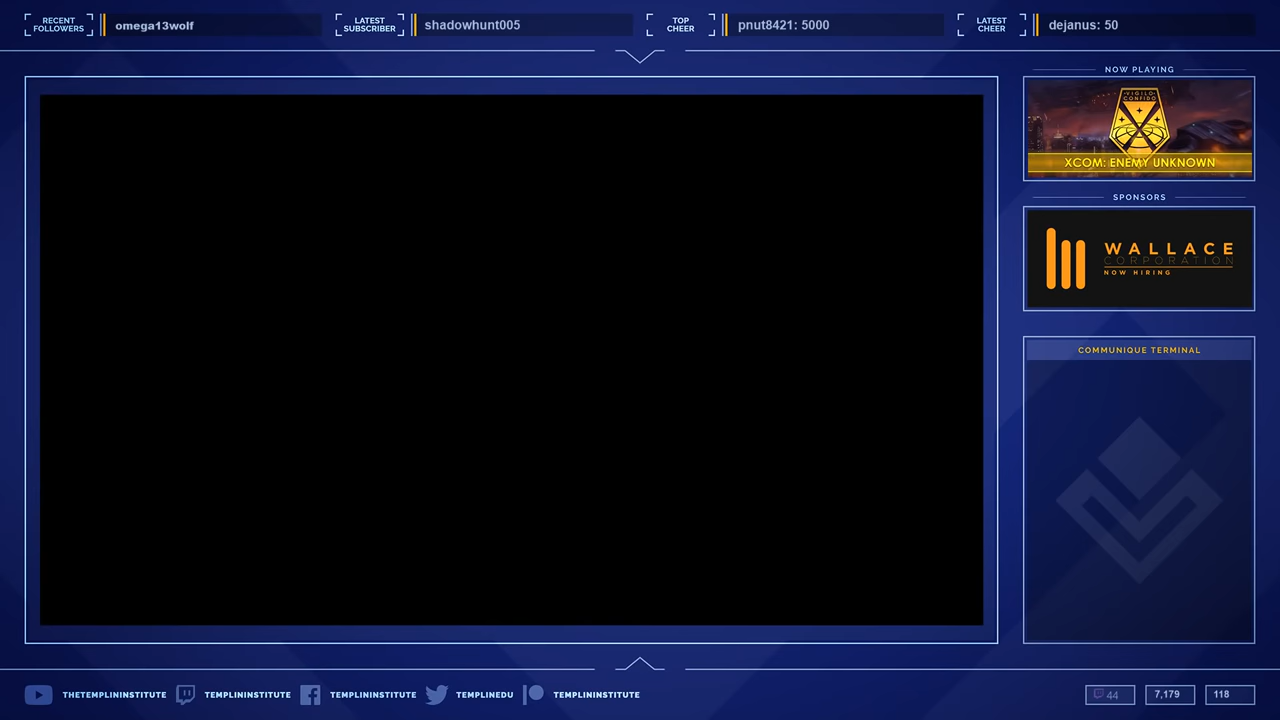 RECENT
FOLLOWERS
omega13wolf
LATEST
SUBSCRIBER
shadowhunt005
TOP
CHEER
pnut8421: 5000
LATEST
CHEER
dejanus: 50
NOW PLAYING
VIGILO
CONFIDO
XCOM: ENEMY UNKNOWN
SPONSORS
WALLACE
CORPORATION
NOW HIRING
COMMUNIQUE TERMINAL
THETEMPLININSTITUTE
TEMPLININSTITUTE
TEMPLININSTITUTE
TEMPLINEDU
TEMPLININSTITUTE
44
7,179
118